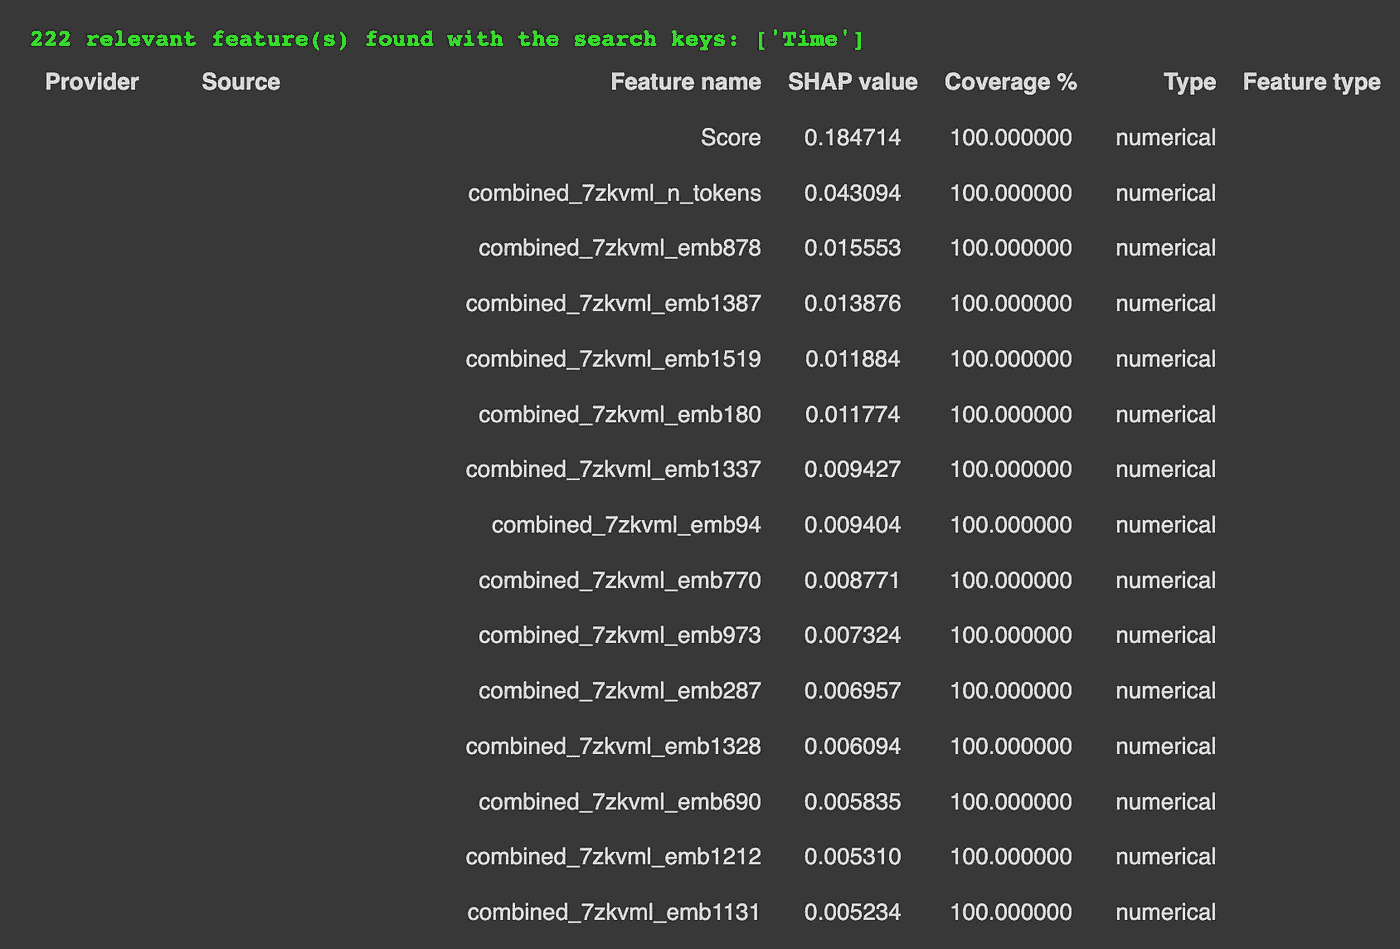 222 relevant feature(s) found with the search keys: ['Time']
Provider Source Feature name SHAP value Coverage % Type Feature type
Score 0.184714 100.000000 numerical
combined_7zkvml_n_tokens 0.043094 100.000000 numerical
combined_7zkvml_emb878 0.015553 100.000000 numerical
combined_7zkvml_emb1387 0.013876 100.000000 numerical
combined_7zkvml_emb1519 0.011884 100.000000 numerical
combined_7zkvml_emb180 0.011774 100.000000 numerical
combined_7zkvml_emb1337 0.009427 100.000000 numerical
combined_7zkvml_emb94 0.009404 100.000000 numerical
combined_7zkvml_emb770 0.008771 100.000000 numerical
combined_7zkvml_emb973 0.007324 100.000000 numerical
combined_7zkvml_emb287 0.006957 100.000000 numerical
combined_7zkvml_emb1328 0.006094 100.000000 numerical
combined_7zkvml_emb690 0.005835 100.000000 numerical
combined_7zkvml_emb1212 0.005310 100.000000 numerical
combined_7zkvml_emb1131 0.005234 100.000000 numerical